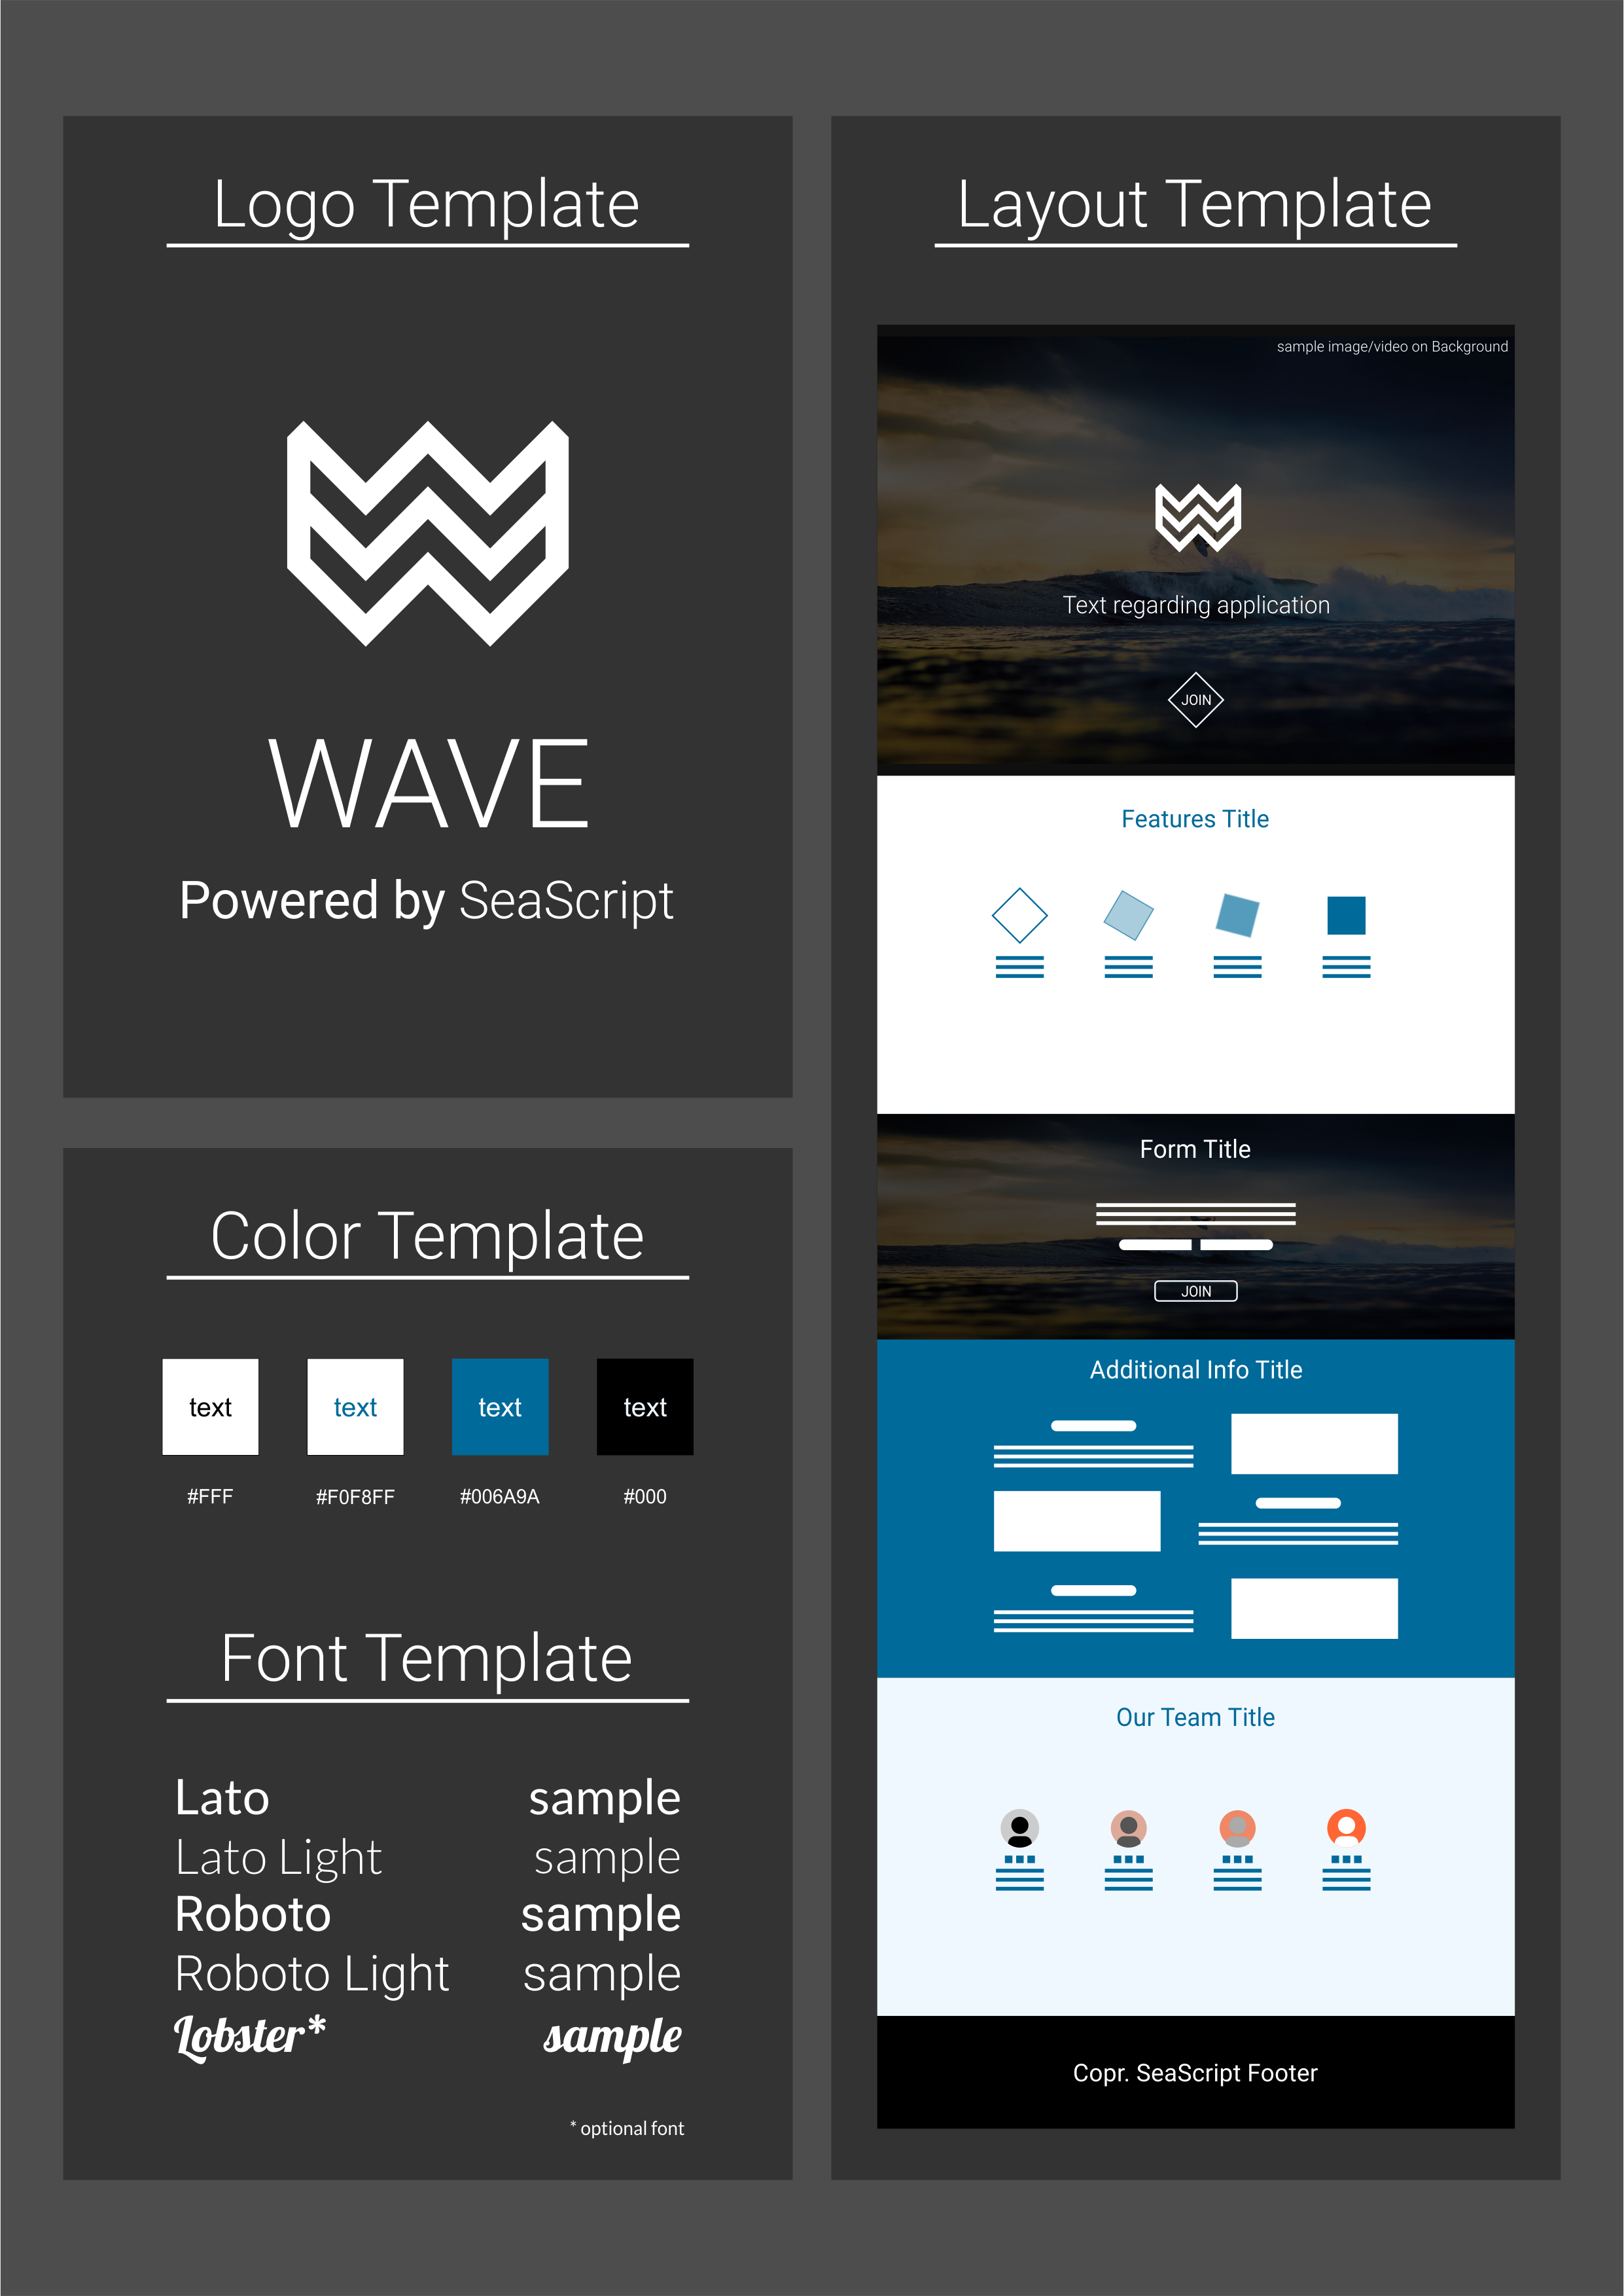 Logo Template
WAVE
Powered by SeaScript
Color Template
text text text text
#FFF #F0F8FF #006A9A #000
Font Template
Lato sample
Lato Light sample
Roboto sample
Roboto Light sample
Lobster* sample
* optional font
Layout Template
sample image/video on Background
Text regarding application
JOIN
Features Title
Form Title
JOIN
Additional Info Title
Our Team Title
Copr. SeaScript Footer